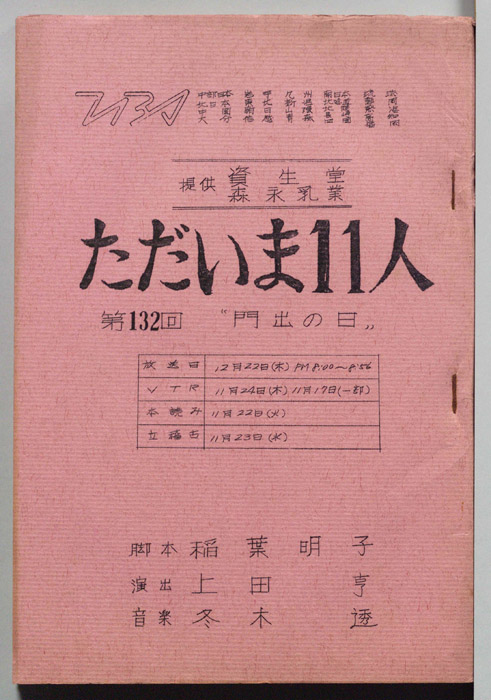 TBS
提供 資生堂
森永乳業
ただいま11人
第132回 “門出の日„
放送日 12月22日(木) PM 8:00〜8:56
VTR 11月24日(木) 11月17日(一部)
本読み 11月22日(火)
立稽古 11月23日(水)
脚本 稲葉明子
演出 上田亨
音楽 冬木透